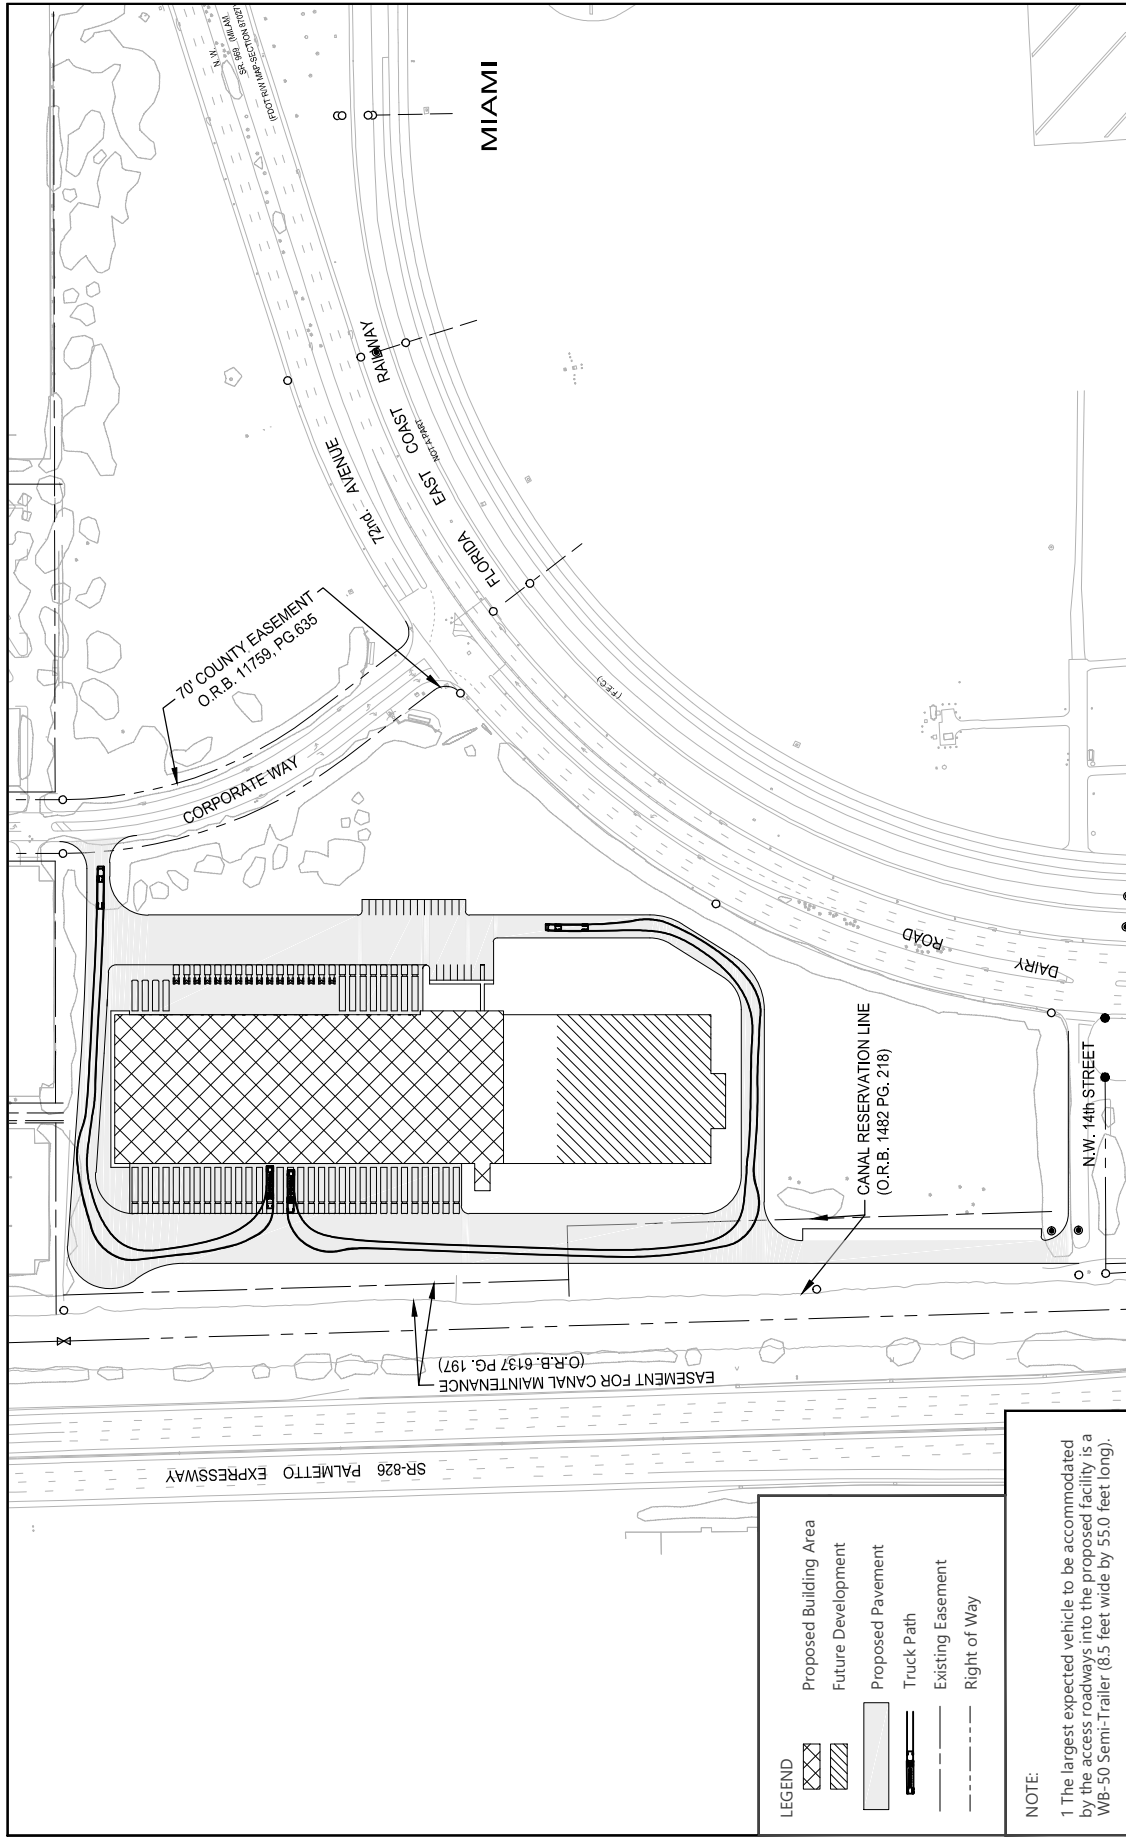 N. W.
SR. 969 (MILAM
(FDOT R/W MAP-SECTION 87027
MIAMI
72nd. AVENUE
FLORIDA EAST COAST RAILWAY
NOT A PART
(F.E.C)
70' COUNTY EASEMENT
O.R.B. 11759, PG.635
CORPORATE WAY
DAIRY ROAD
N.W. 14th STREET
CANAL RESERVATION LINE
(O.R.B. 1482 PG. 218)
EASEMENT FOR CANAL MAINTENANCE
(O.R.B. 6137 PG. 197)
SR-826 PALMETTO EXPRESSWAY
LEGEND
Proposed Building Area
Future Development
Proposed Pavement
Truck Path
Existing Easement
Right of Way
NOTE:
1 The largest expected vehicle to be accommodated
by the access roadways into the proposed facility is a
WB-50 Semi-Trailer (8.5 feet wide by 55.0 feet long).